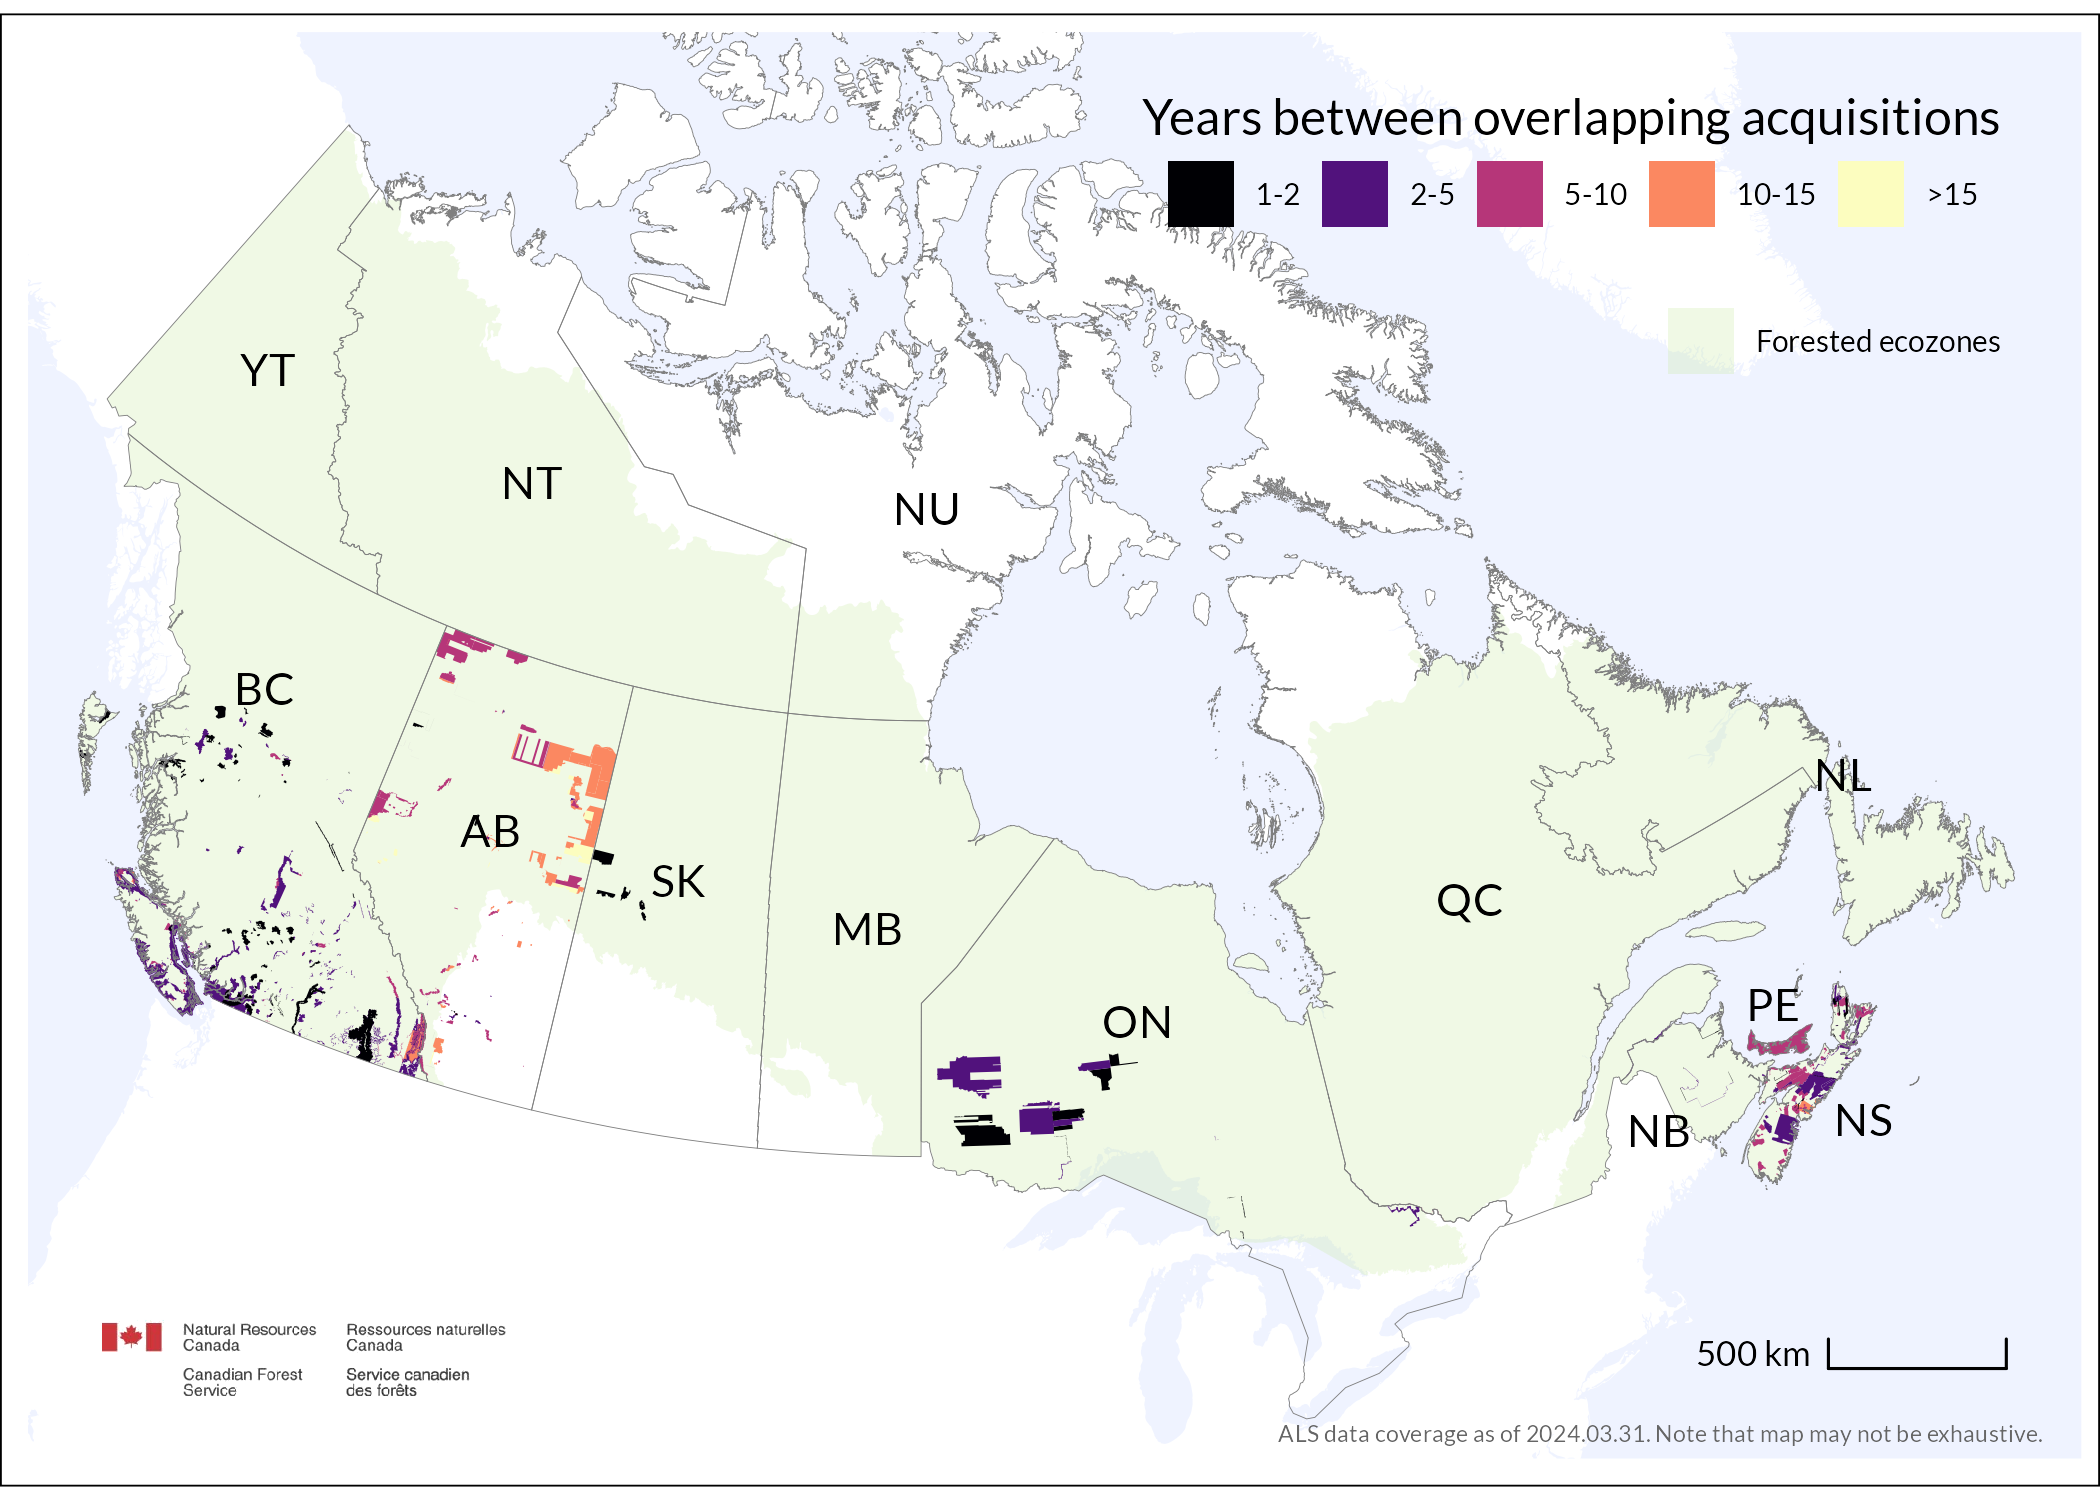 Years between overlapping acquisitions
1-2 2-5 5-10 10-15 >15
Forested ecozones
YT
NT
NU
BC
AB
SK
MB
ON
QC
NL
PE
NB
NS
Natural Resources
Canada
Canadian Forest
Service
Ressources naturelles
Canada
Service canadien
des forêts
500 km
ALS data coverage as of 2024.03.31. Note that map may not be exhaustive.